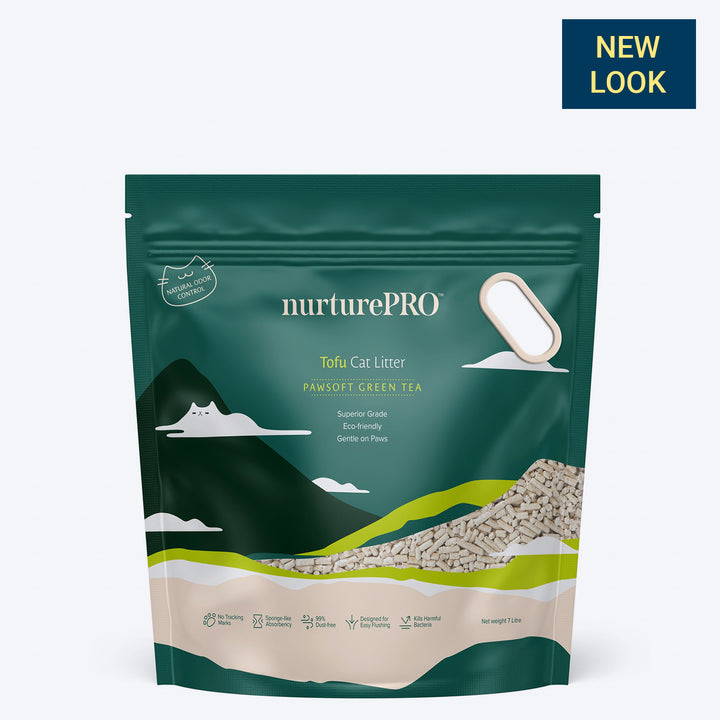 NEW
LOOK
NATURAL ODOR
CONTROL
nurturePRO™
Tofu Cat Litter
PAWSOFT GREEN TEA
Superior Grade
Eco-friendly
Gentle on Paws
No Tracking
Marks
Sponge-like
Absorbency
99%
Dust-free
Designed for
Easy Flushing
Kills Harmful
Bacteria
Net weight 7 Litre